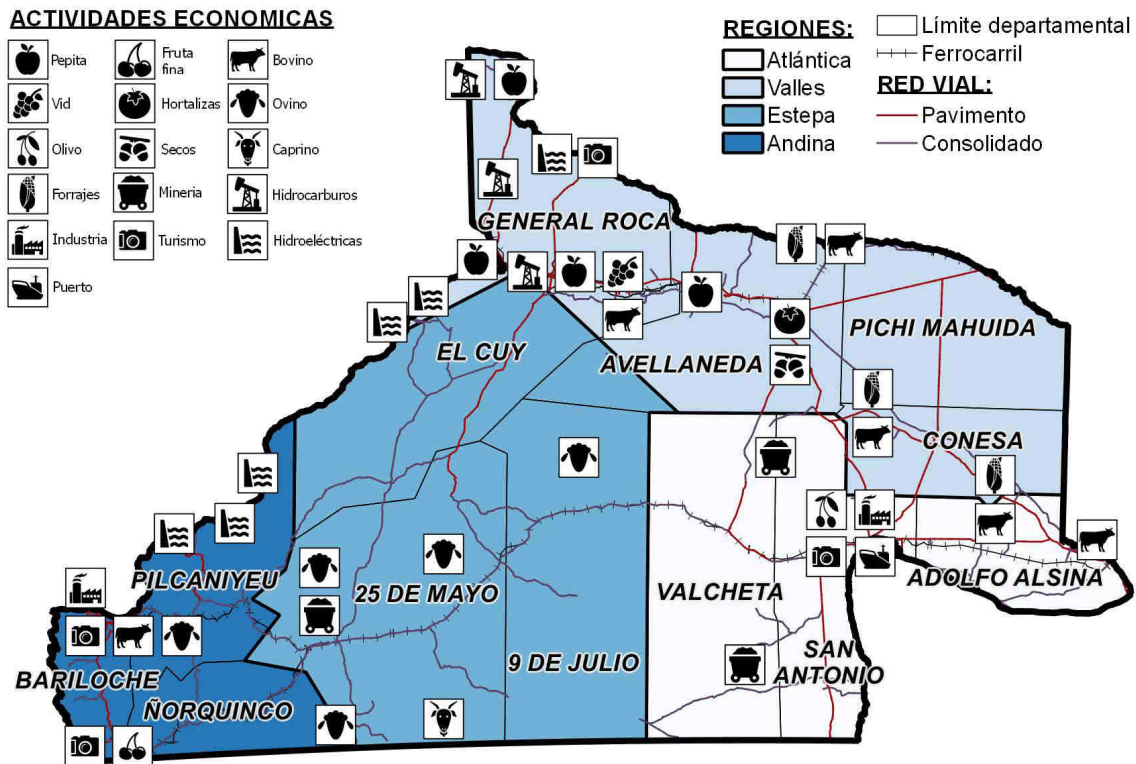 ACTIVIDADES ECONOMICAS
Pepita
Fruta
fina
Bovino
Vid
Hortalizas
Ovino
Olivo
Secos
Caprino
Forrajes
Mineria
Hidrocarburos
Industria
Turismo
Hidroeléctricas
Puerto
REGIONES:
Atlántica
Valles
Estepa
Andina
Límite departamental
Ferrocarril
RED VIAL:
Pavimento
Consolidado
GENERAL ROCA
PICHI MAHUIDA
EL CUY
AVELLANEDA
CONESA
PILCANIYEU
25 DE MAYO
VALCHETA
ADOLFO ALSINA
9 DE JULIO
SAN
ANTONIO
BARILOCHE
ÑORQUINCO